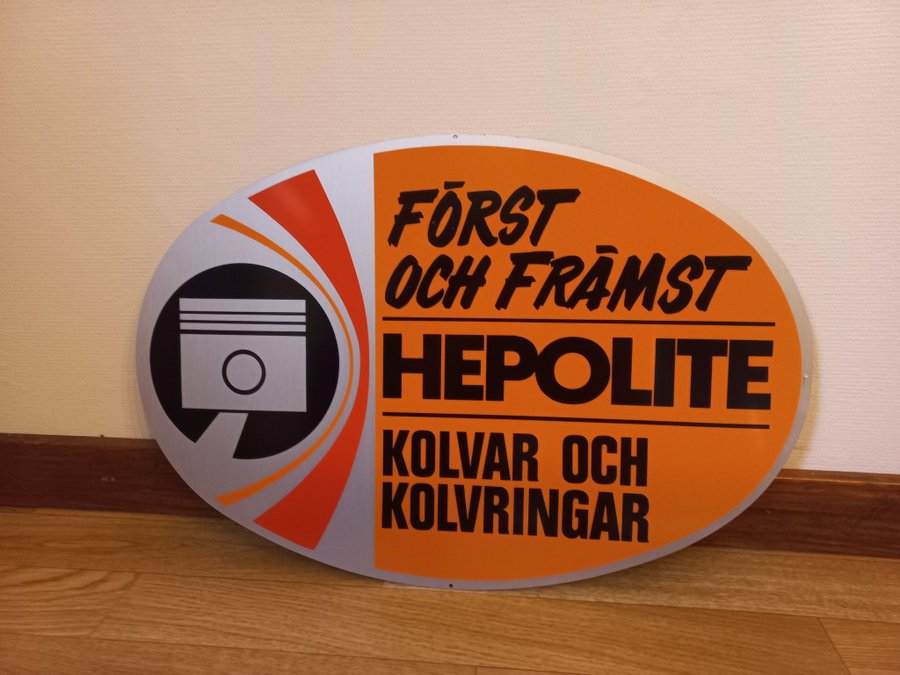 FÖRST
OCH FRÄMST
HEPOLITE
KOLVAR OCH
KOLVRINGAR